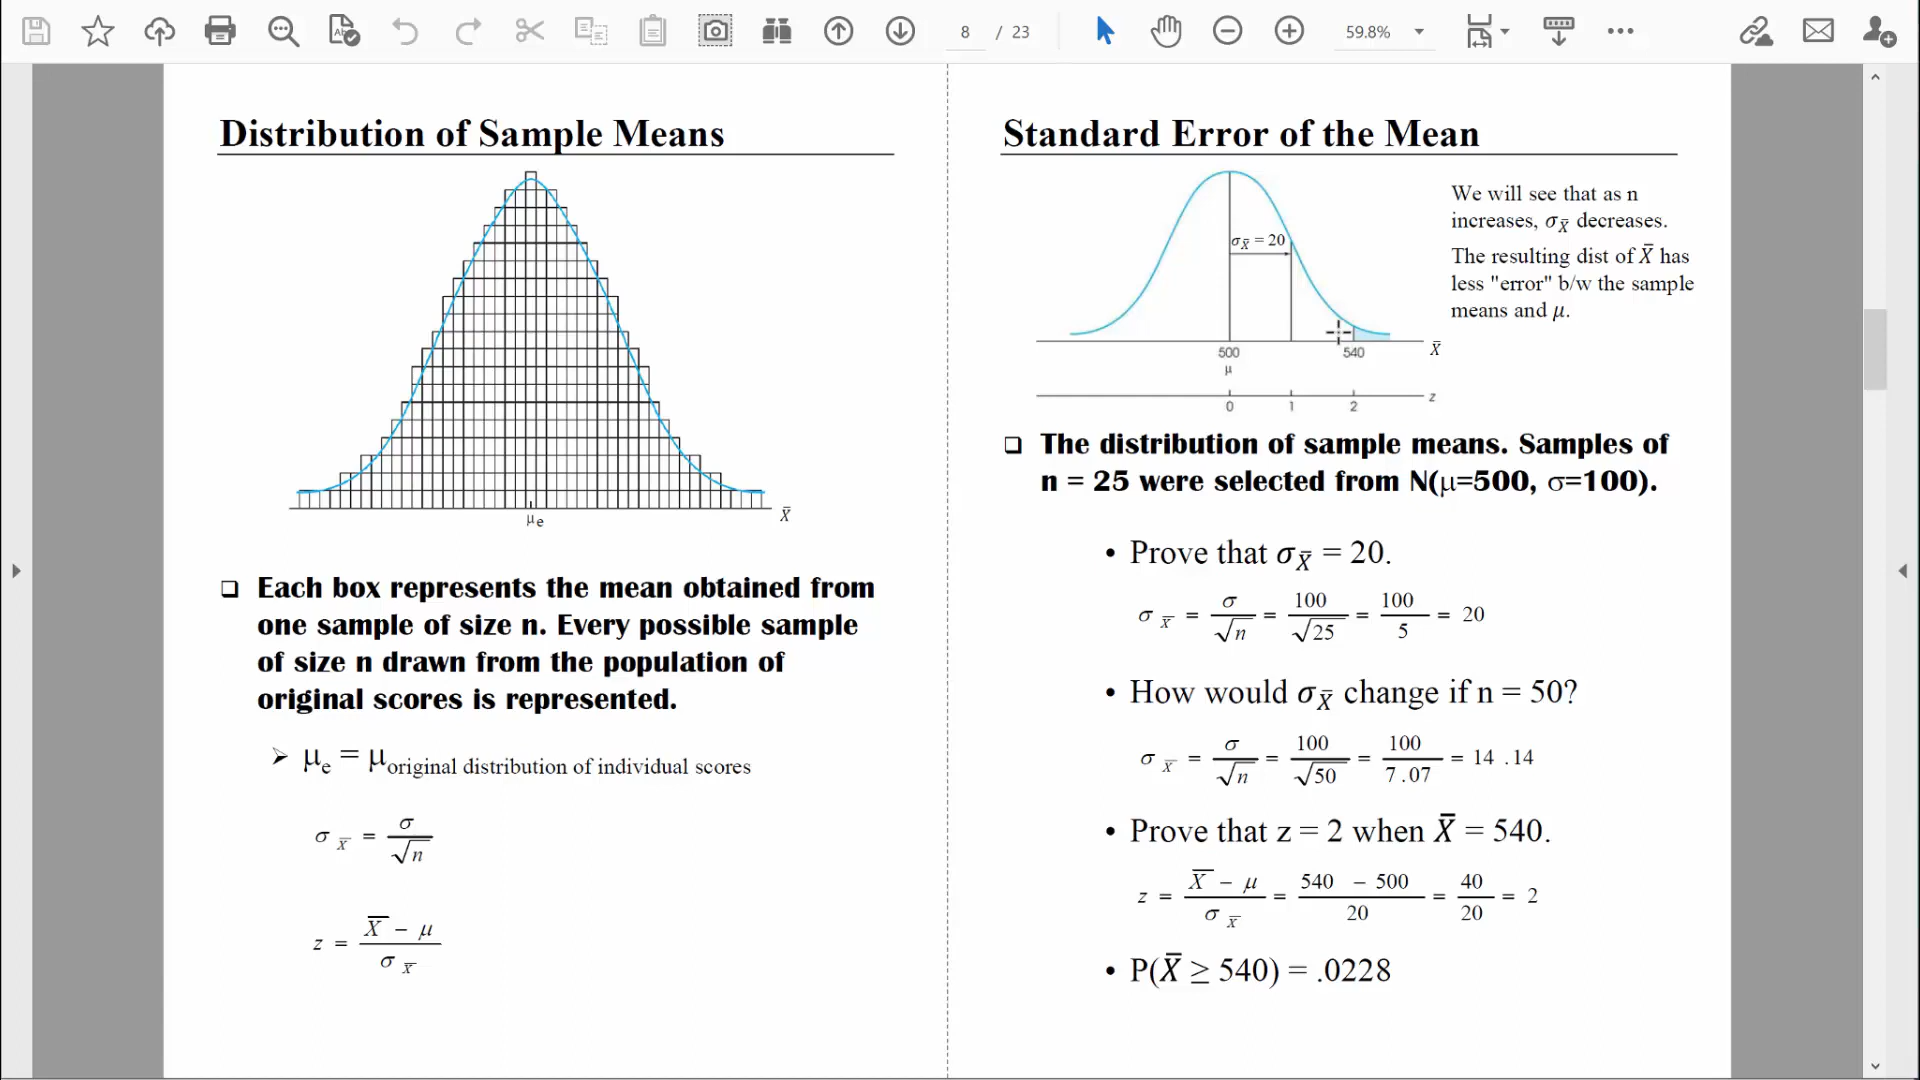 8 / 23
59.8%
Distribution of Sample Means
X̄
μe
❑ Each box represents the mean obtained from
one sample of size n. Every possible sample
of size n drawn from the population of
original scores is represented.
➢ μe = μoriginal distribution of individual scores
σX̄ = σ/√n
z = (X̄ − μ)/σX̄
Standard Error of the Mean
We will see that as n
increases, σX̄ decreases.
The resulting dist of X̄ has
less "error" b/w the sample
means and μ.
σX̄ = 20
500 540 X̄
μ
z
0 1 2
❑ The distribution of sample means. Samples of
n = 25 were selected from N(μ=500, σ=100).
• Prove that σX̄ = 20.
σX̄ = σ/√n = 100/√25 = 100/5 = 20
• How would σX̄ change if n = 50?
σX̄ = σ/√n = 100/√50 = 100/7.07 = 14.14
• Prove that z = 2 when X̄ = 540.
z = (X̄ − μ)/σX̄ = (540 − 500)/20 = 40/20 = 2
• P(X̄ ≥ 540) = .0228